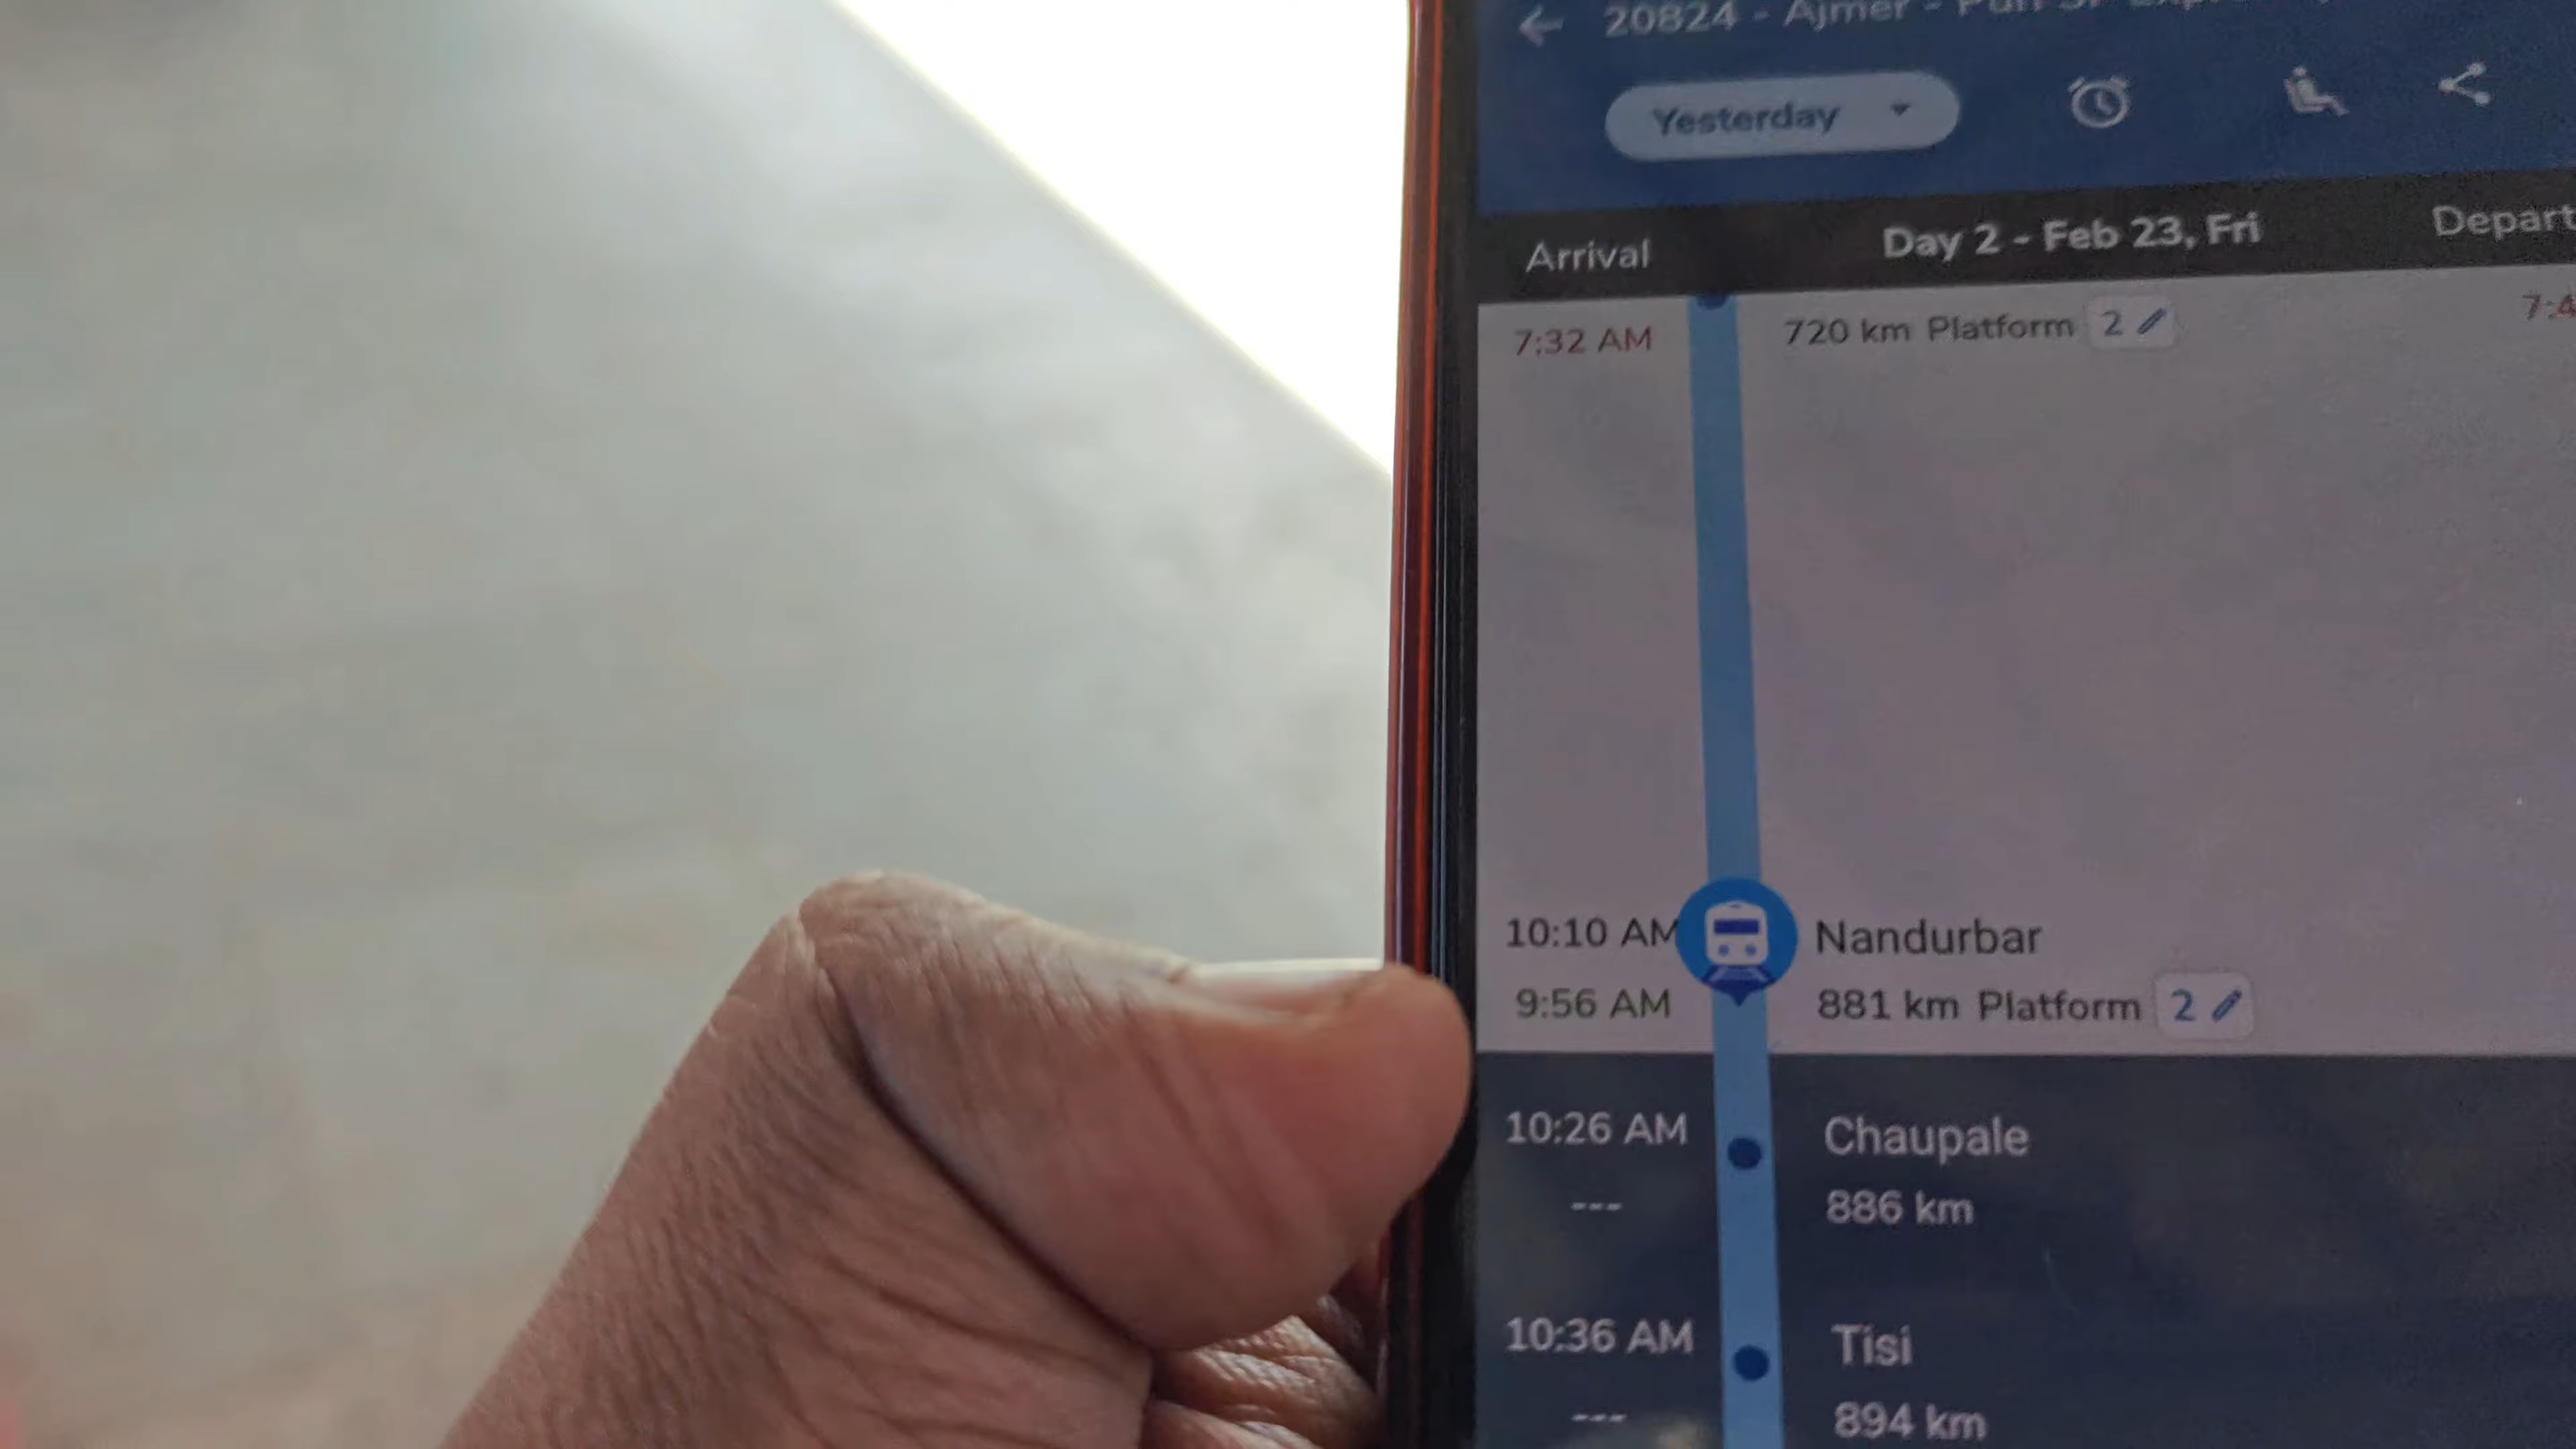 20824 - Ajmer -
Yesterday
Arrival
Day 2 - Feb 23, Fri
Depart
7:32 AM
720 km Platform 2
10:10 AM
Nandurbar
9:56 AM
881 km Platform 2
10:26 AM
Chaupale
---
886 km
10:36 AM
Tisi
---
894 km